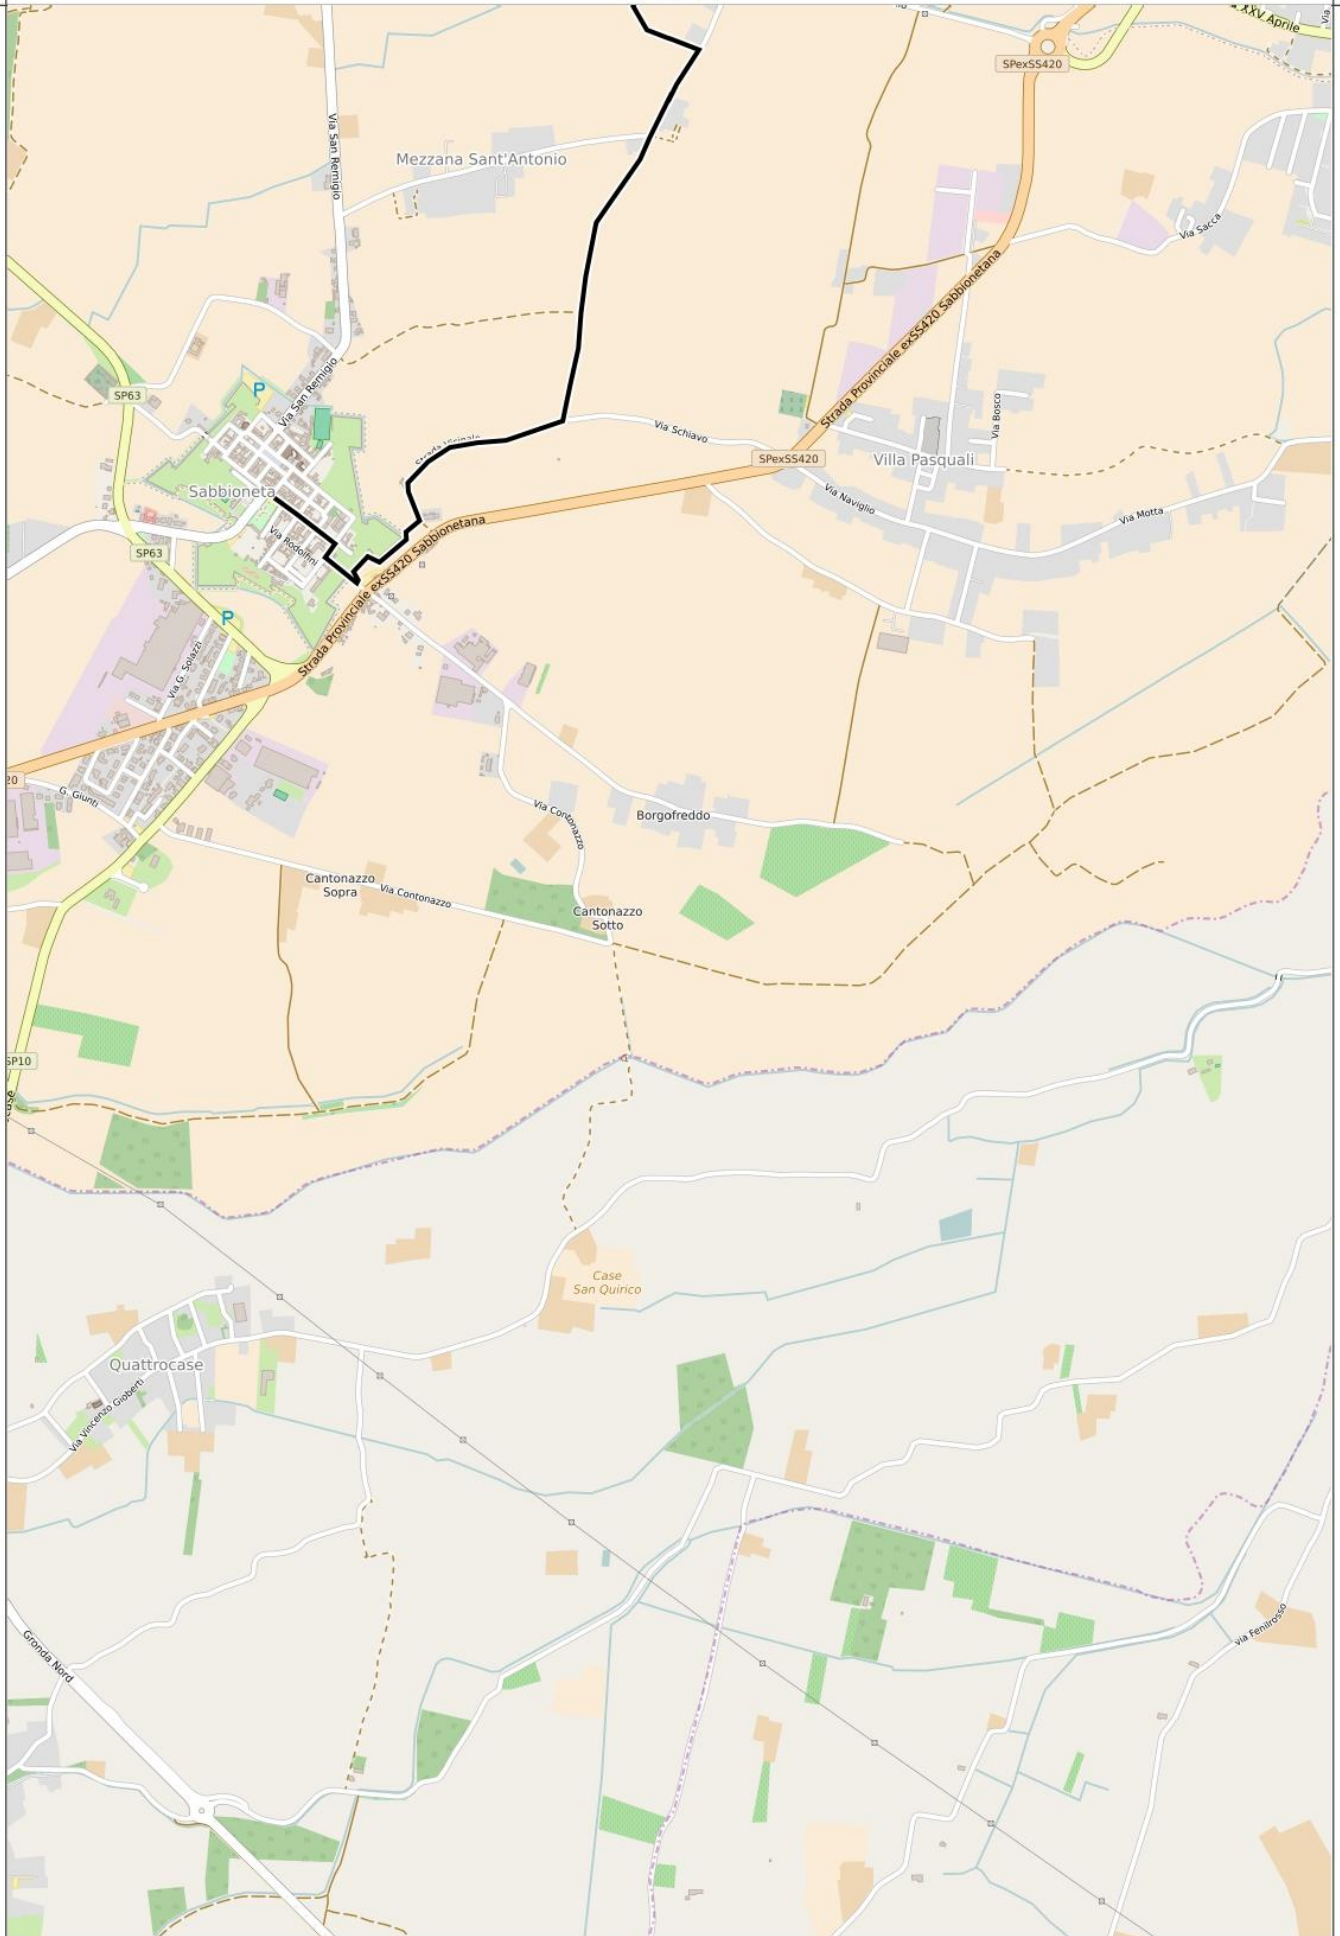 XXV Aprile
Via
SPexSS420
Via San Remigio
Mezzana Sant'Antonio
Via Sacca
Strada Provinciale exSS420 Sabbionetana
SP63
P
Via San Remigio
Via Schiavo
Via Bosco
Strada Vicinale
SPexSS420
Villa Pasquali
Sabbioneta
Via Naviglio
Via Motta
Via Rodolfini
SP63
Strada Provinciale exSS420 Sabbionetana
P
Via G. Solazzi
20
G. Giunti
Via Contonazzo
Borgofreddo
Cantonazzo
Sopra
Via Contonazzo
Cantonazzo
Sotto
SP10
Case
San Quirico
Quattrocase
Via Vincenzo Gioberti
Gronda Nord
via Fenilrosso